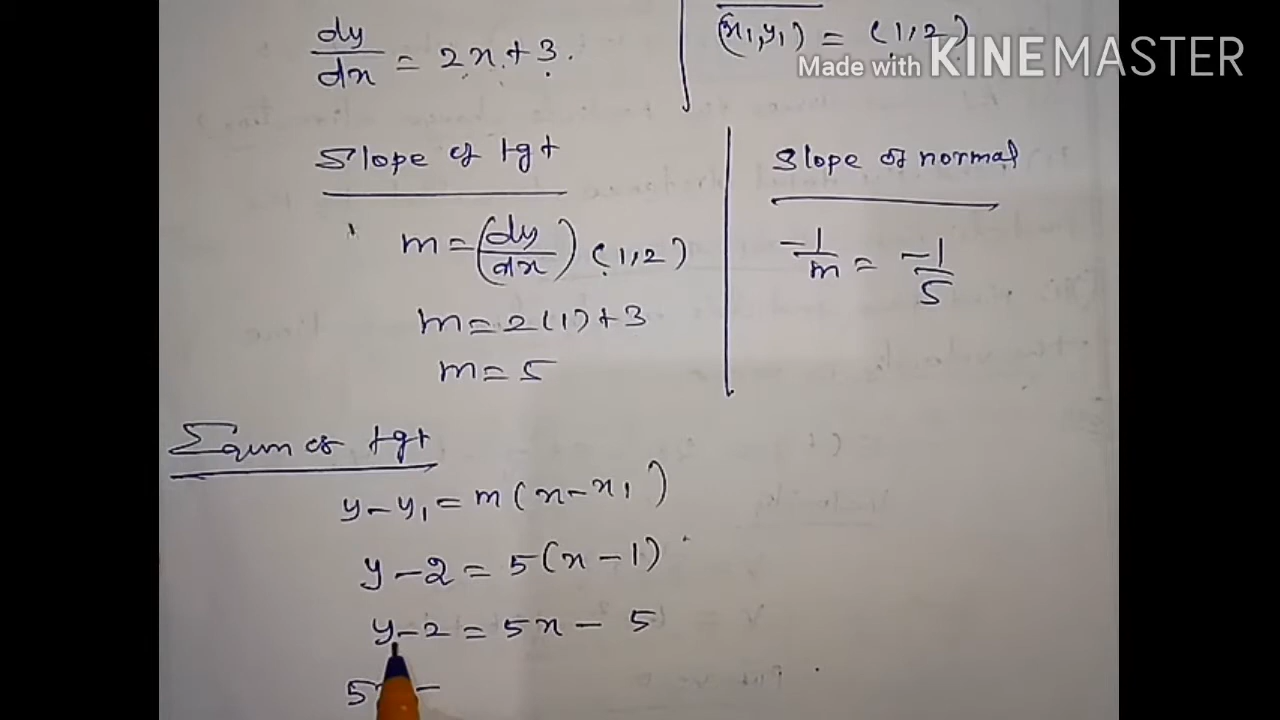 dy/dx = 2x + 3.
(x₁, y₁) = (1, 2)
Made with KINEMASTER
Slope of tgt
m = (dy/dx) (1, 2)
m = 2(1) + 3
m = 5
Slope of normal
-1/m = -1/5
Equn of tgt
y - y₁ = m(x - x₁)
y - 2 = 5(x - 1)
y - 2 = 5x - 5